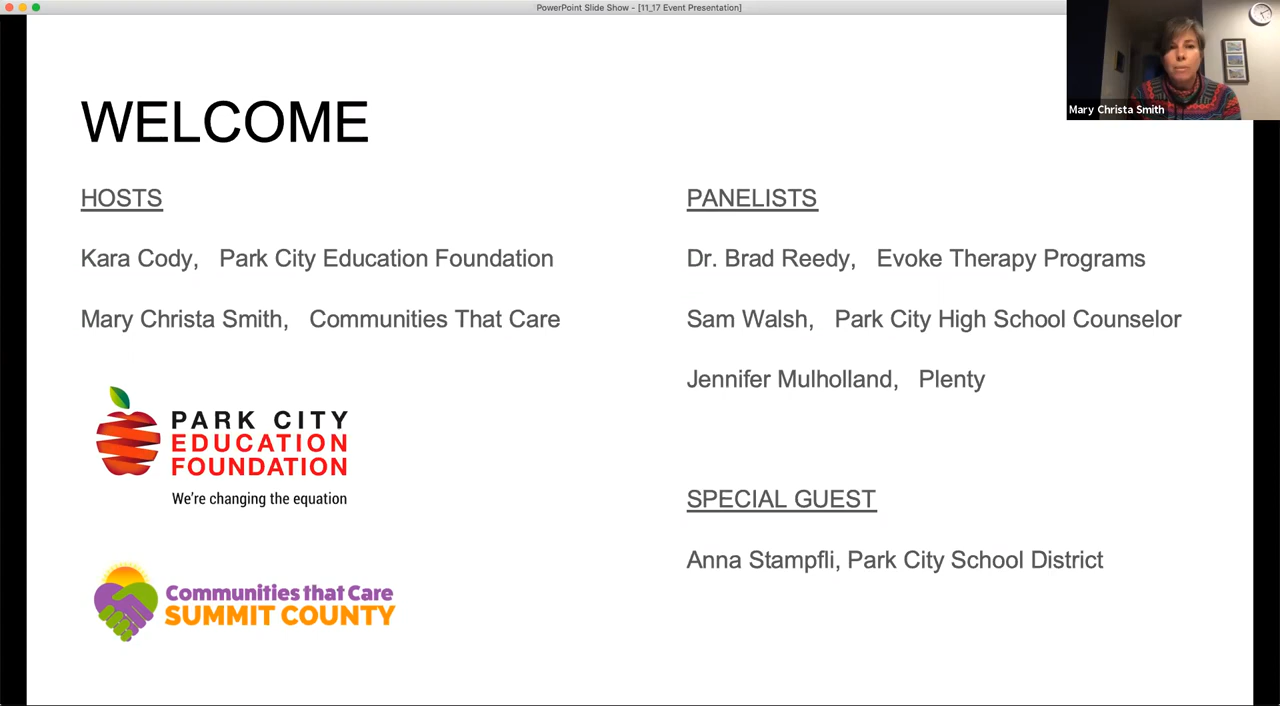 PowerPoint Slide Show - [11_17 Event Presentation]
Mary Christa Smith
WELCOME
HOSTS
Kara Cody, Park City Education Foundation
Mary Christa Smith, Communities That Care
PARK CITY
EDUCATION
FOUNDATION
We're changing the equation
Communities that Care
SUMMIT COUNTY
PANELISTS
Dr. Brad Reedy, Evoke Therapy Programs
Sam Walsh, Park City High School Counselor
Jennifer Mulholland, Plenty
SPECIAL GUEST
Anna Stampfli, Park City School District